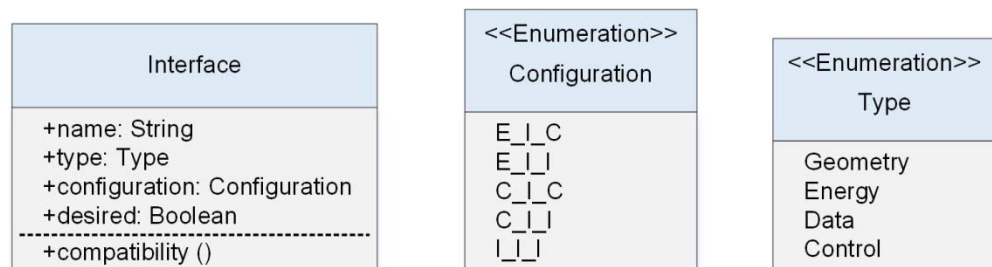 Interface
+name: String
+type: Type
+configuration: Configuration
+desired: Boolean
+compatibility ()
<<Enumeration>>
Configuration
E_I_C
E_I_I
C_I_C
C_I_I
I_I_I
<<Enumeration>>
Type
Geometry
Energy
Data
Control